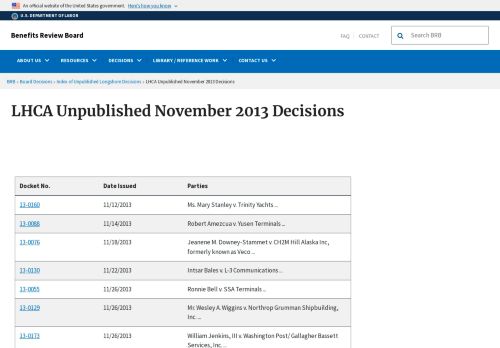 An official website of the United States government. Here's how you know
U.S. DEPARTMENT OF LABOR
Benefits Review Board
FAQ CONTACT
Search BRB
ABOUT US RESOURCES DECISIONS LIBRARY / REFERENCE WORK CONTACT US
BRB › Board Decisions › Index of Unpublished Longshore Decisions › LHCA Unpublished November 2013 Decisions
LHCA Unpublished November 2013 Decisions
Docket No. Date Issued Parties
13-0160 11/12/2013 Ms. Mary Stanley v. Trinity Yachts ...
13-0088 11/14/2013 Robert Amezcua v. Yusen Terminals ...
13-0076 11/18/2013 Jeanene M. Downey-Stammet v. CH2M Hill Alaska Inc,
formerly known as Veco ...
13-0130 11/22/2013 Intsar Bales v. L-3 Communications ...
13-0055 11/26/2013 Ronnie Bell v. SSA Terminals ...
13-0129 11/26/2013 Mr. Wesley A. Wiggins v. Northrop Grumman Shipbuilding,
Inc. ...
13-0173 11/26/2013 William Jenkins, III v. Washington Post/ Gallagher Bassett
Services, Inc. ...